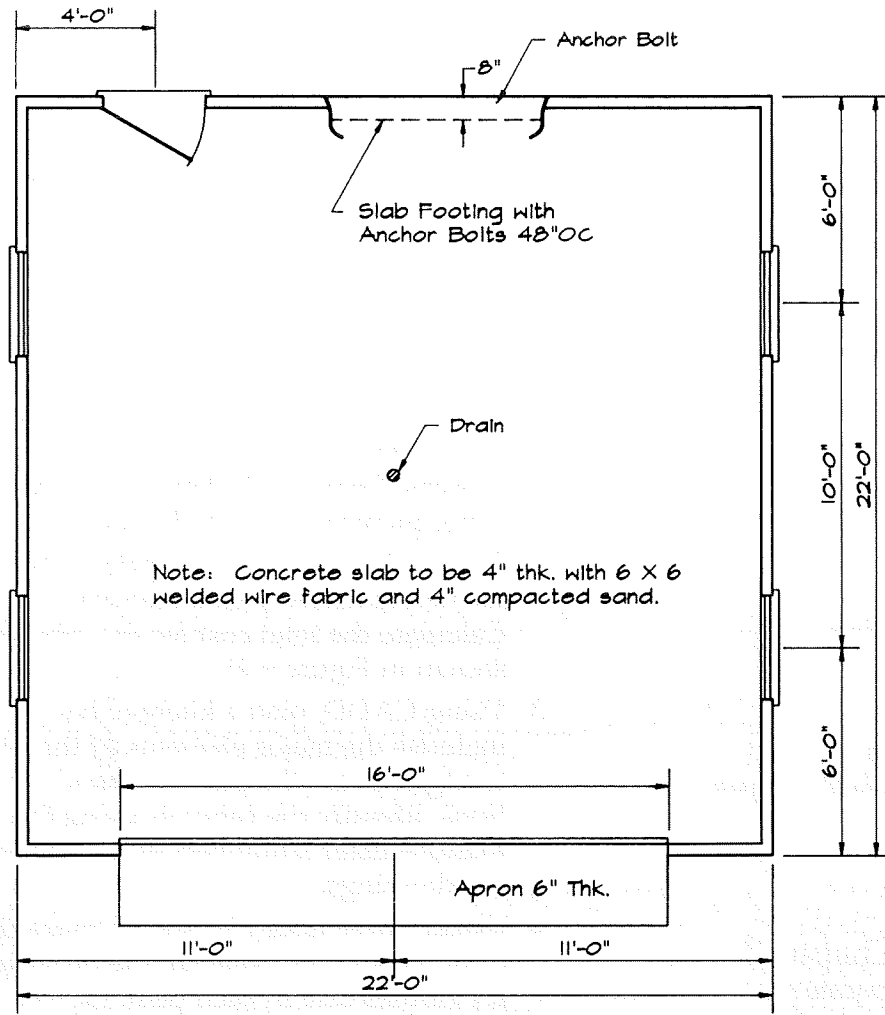 4'-0"
Anchor Bolt
8"
Slab Footing with
Anchor Bolts 48"OC
6'-0"
Drain
10'-0"
22'-0"
Note: Concrete slab to be 4" thk. with 6 X 6
welded wire fabric and 4" compacted sand.
16'-0"
6'-0"
Apron 6" Thk.
11'-0"
11'-0"
22'-0"